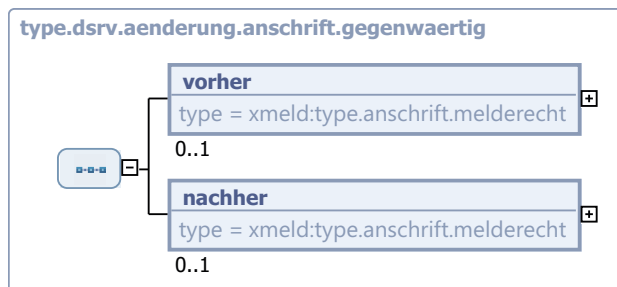 type.dsrv.aenderung.anschrift.gegenwaertig
vorher
type = xmeld:type.anschrift.melderecht
0..1
nachher
type = xmeld:type.anschrift.melderecht
0..1